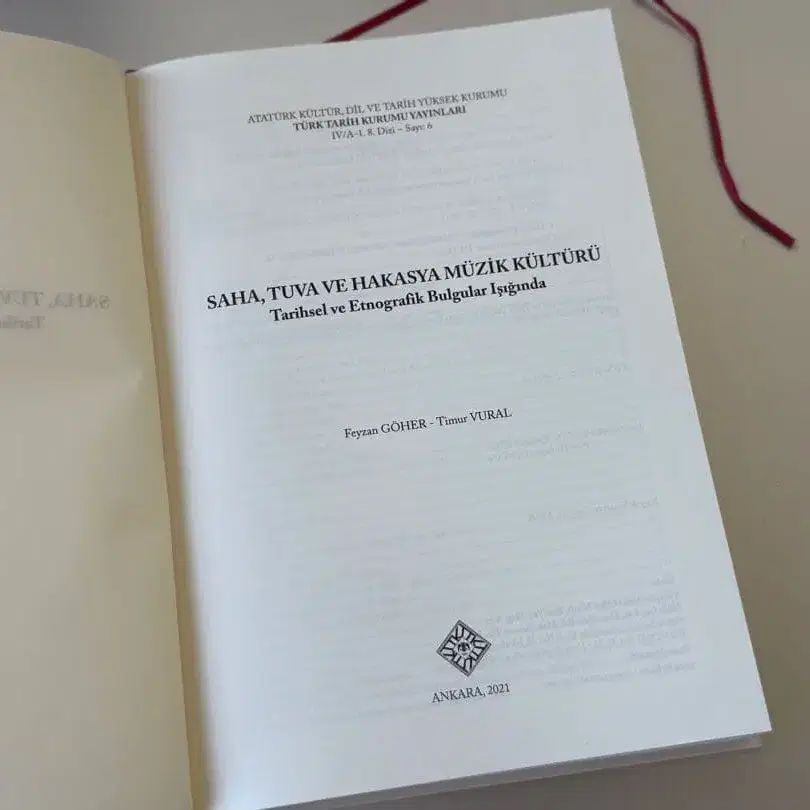 ATATÜRK KÜLTÜR, DİL VE TARİH YÜKSEK KURUMU
TÜRK TARİH KURUMU YAYINLARI
IV/A-1. 8. Dizi – Sayı: 6
SAHA, TUVA VE HAKASYA MÜZİK KÜLTÜRÜ
Tarihsel ve Etnografik Bulgular Işığında
Feyzan GÖHER - Timur VURAL
ANKARA, 2021